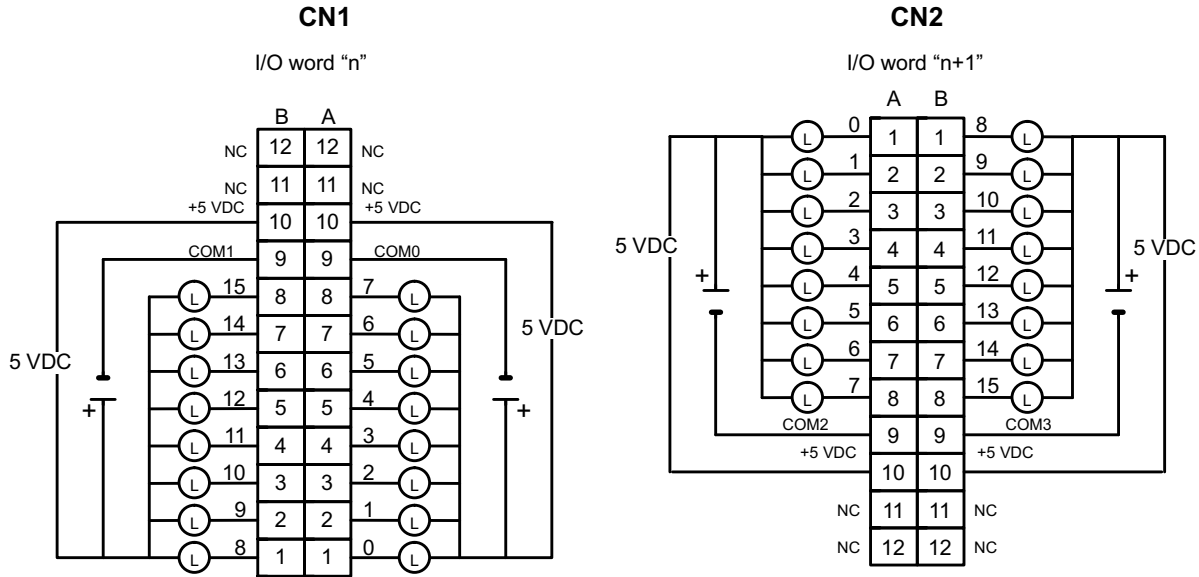 CN1
I/O word “n”
B A
NC 12 12 NC
NC 11 11 NC
+5 VDC 10 10 +5 VDC
COM1 9 9 COM0
L 15 8 8 7 L
L 14 7 7 6 L
5 VDC 5 VDC
L 13 6 6 5 L
+ L 12 5 5 4 L +
L 11 4 4 3 L
L 10 3 3 2 L
L 9 2 2 1 L
L 8 1 1 0 L
CN2
I/O word “n+1”
A B
L 0 1 1 8 L
L 1 2 2 9 L
L 2 3 3 10 L
5 VDC L 3 4 4 11 L 5 VDC
+ L 4 5 5 12 L +
L 5 6 6 13 L
L 6 7 7 14 L
L 7 8 8 15 L
COM2 9 9 COM3
+5 VDC 10 10 +5 VDC
NC 11 11 NC
NC 12 12 NC